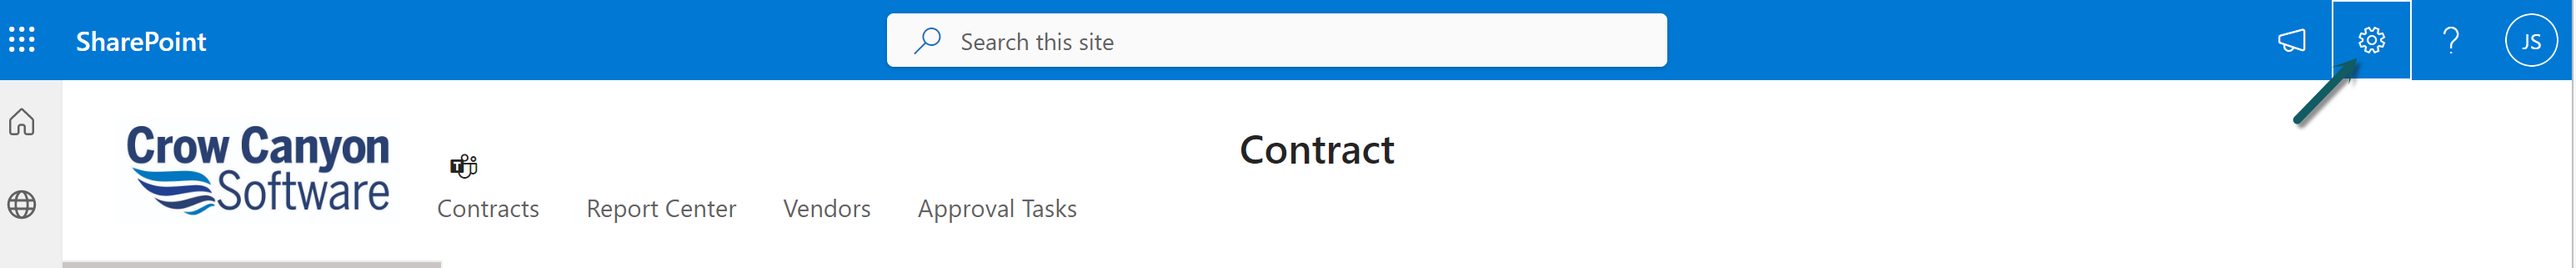 SharePoint
Search this site
?
JS
Crow Canyon
Software
T
Contract
Contracts
Report Center
Vendors
Approval Tasks